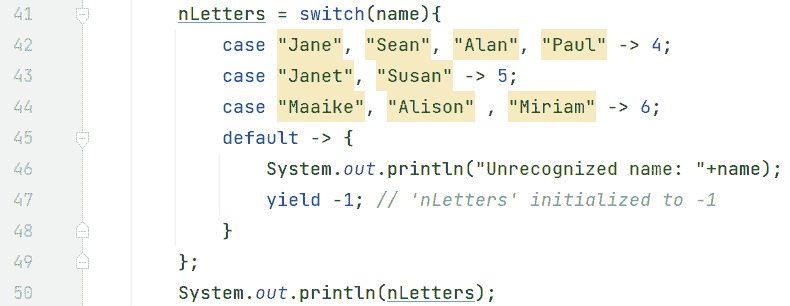 41 nLetters = switch(name){
42 case "Jane", "Sean", "Alan", "Paul" -> 4;
43 case "Janet", "Susan" -> 5;
44 case "Maaike", "Alison" , "Miriam" -> 6;
45 default -> {
46 System.out.println("Unrecognized name: "+name);
47 yield -1; // 'nLetters' initialized to -1
48 }
49 };
50 System.out.println(nLetters);